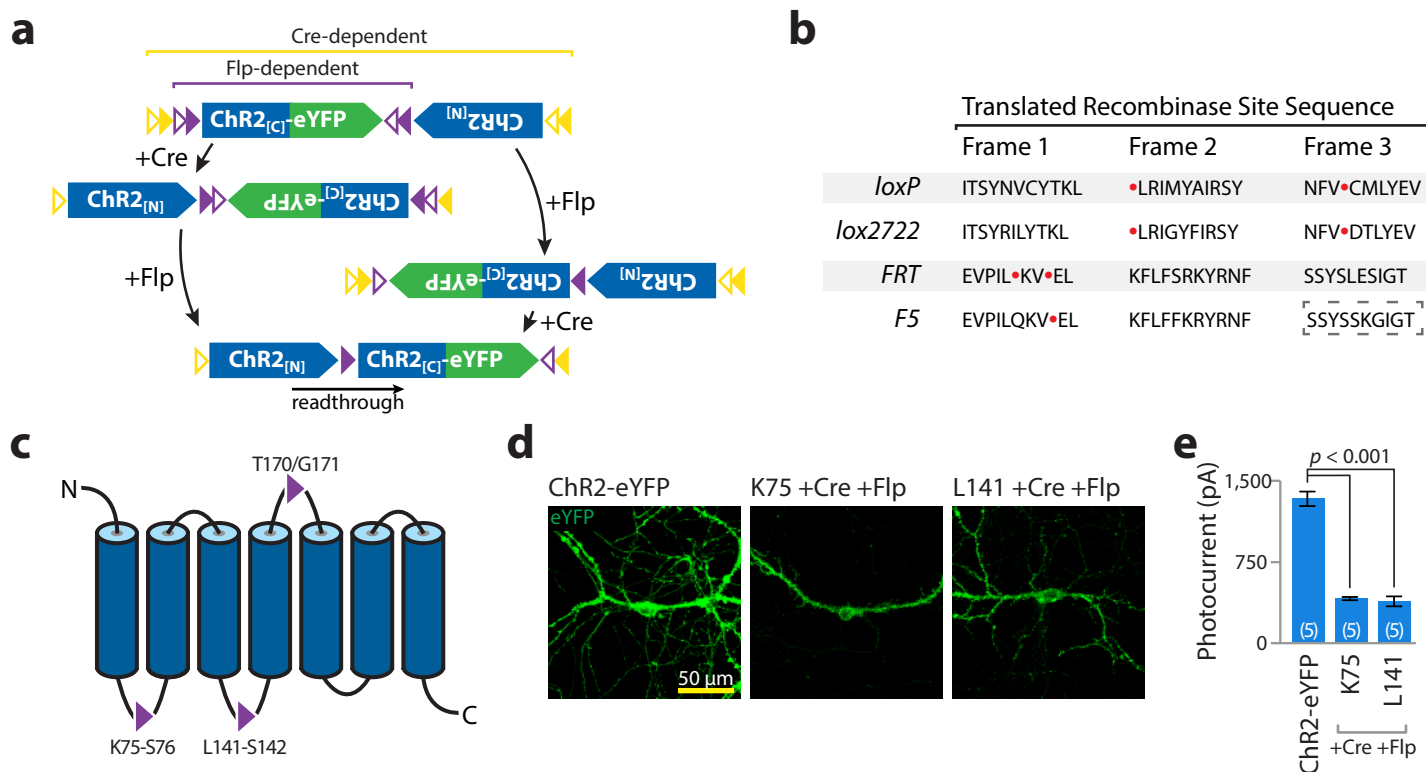 a
Cre-dependent
Flp-dependent
ChR2[C]-eYFP
ChR2[N]
+Cre
ChR2[N]
ChR2[C]-eYFP
+Flp
+Flp
ChR2[C]-eYFP
ChR2[N]
+Cre
ChR2[N]
ChR2[C]-eYFP
readthrough
b
Translated Recombinase Site Sequence
Frame 1 Frame 2 Frame 3
loxP ITSYNVCYTKL •LRIMYAIRSY NFV•CMLYEV
lox2722 ITSYRILYTKL •LRIGYFIRSY NFV•DTLYEV
FRT EVPIL•KV•EL KFLFSRKYRNF SSYSLESIGT
F5 EVPILQKV•EL KFLFFKRYRNF SSYSSKGIGT
c
T170/G171
N
C
K75-S76 L141-S142
d
ChR2-eYFP K75 +Cre +Flp L141 +Cre +Flp
eYFP
50 µm
e
p < 0.001
Photocurrent (pA)
1,500
750
0
(5) (5) (5)
ChR2-eYFP
K75
L141
+Cre +Flp